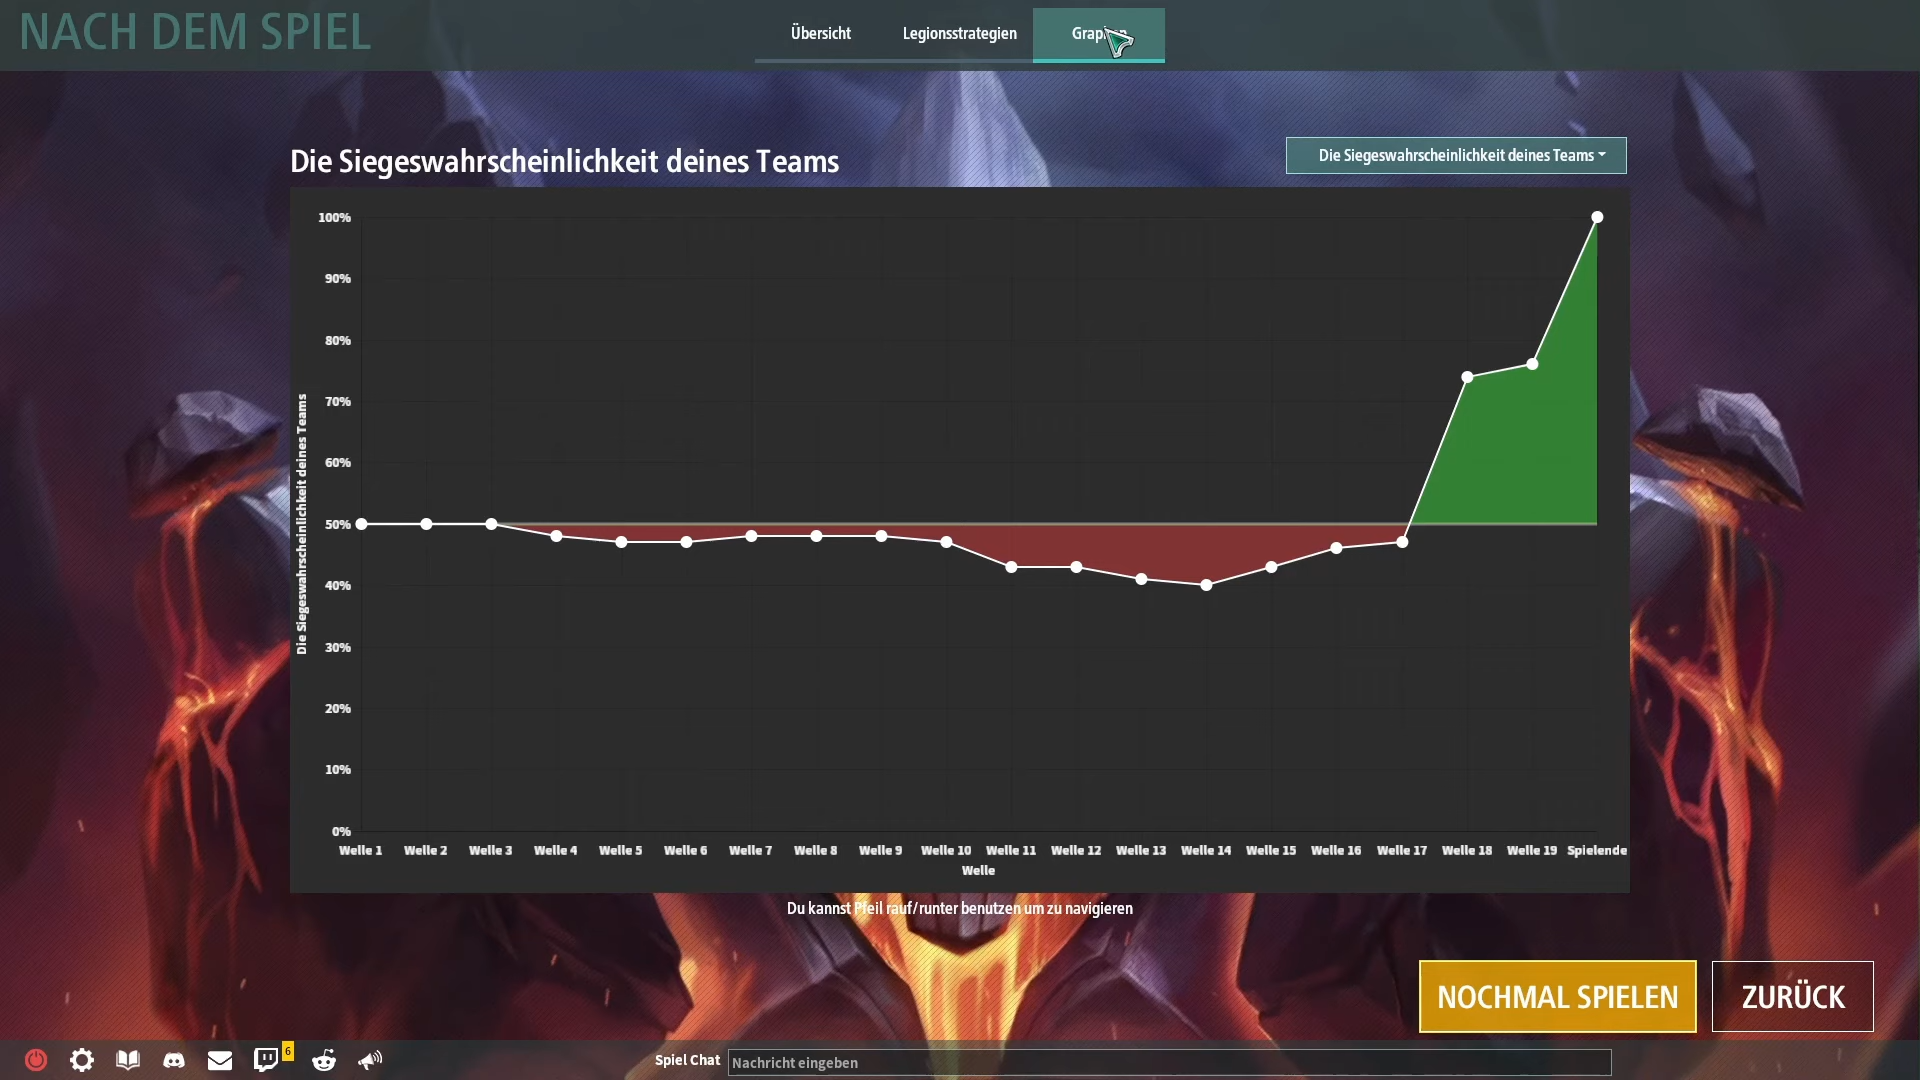 NACH DEM SPIEL
Übersicht
Legionsstrategien
Die Siegeswahrscheinlichkeit deines Teams
Die Siegeswahrscheinlichkeit deines Teams
100%
90%
80%
70%
60%
50%
40%
30%
20%
10%
0%
Die Siegeswahrscheinlichkeit deines Teams
Welle 1 Welle 2 Welle 3 Welle 4 Welle 5 Welle 6 Welle 7 Welle 8 Welle 9 Welle 10 Welle 11 Welle 12 Welle 13 Welle 14 Welle 15 Welle 16 Welle 17 Welle 18 Welle 19 Spielende
Welle
Du kannst Pfeil rauf/runter benutzen um zu navigieren
NOCHMAL SPIELEN
ZURÜCK
6
Spiel Chat
Nachricht eingeben